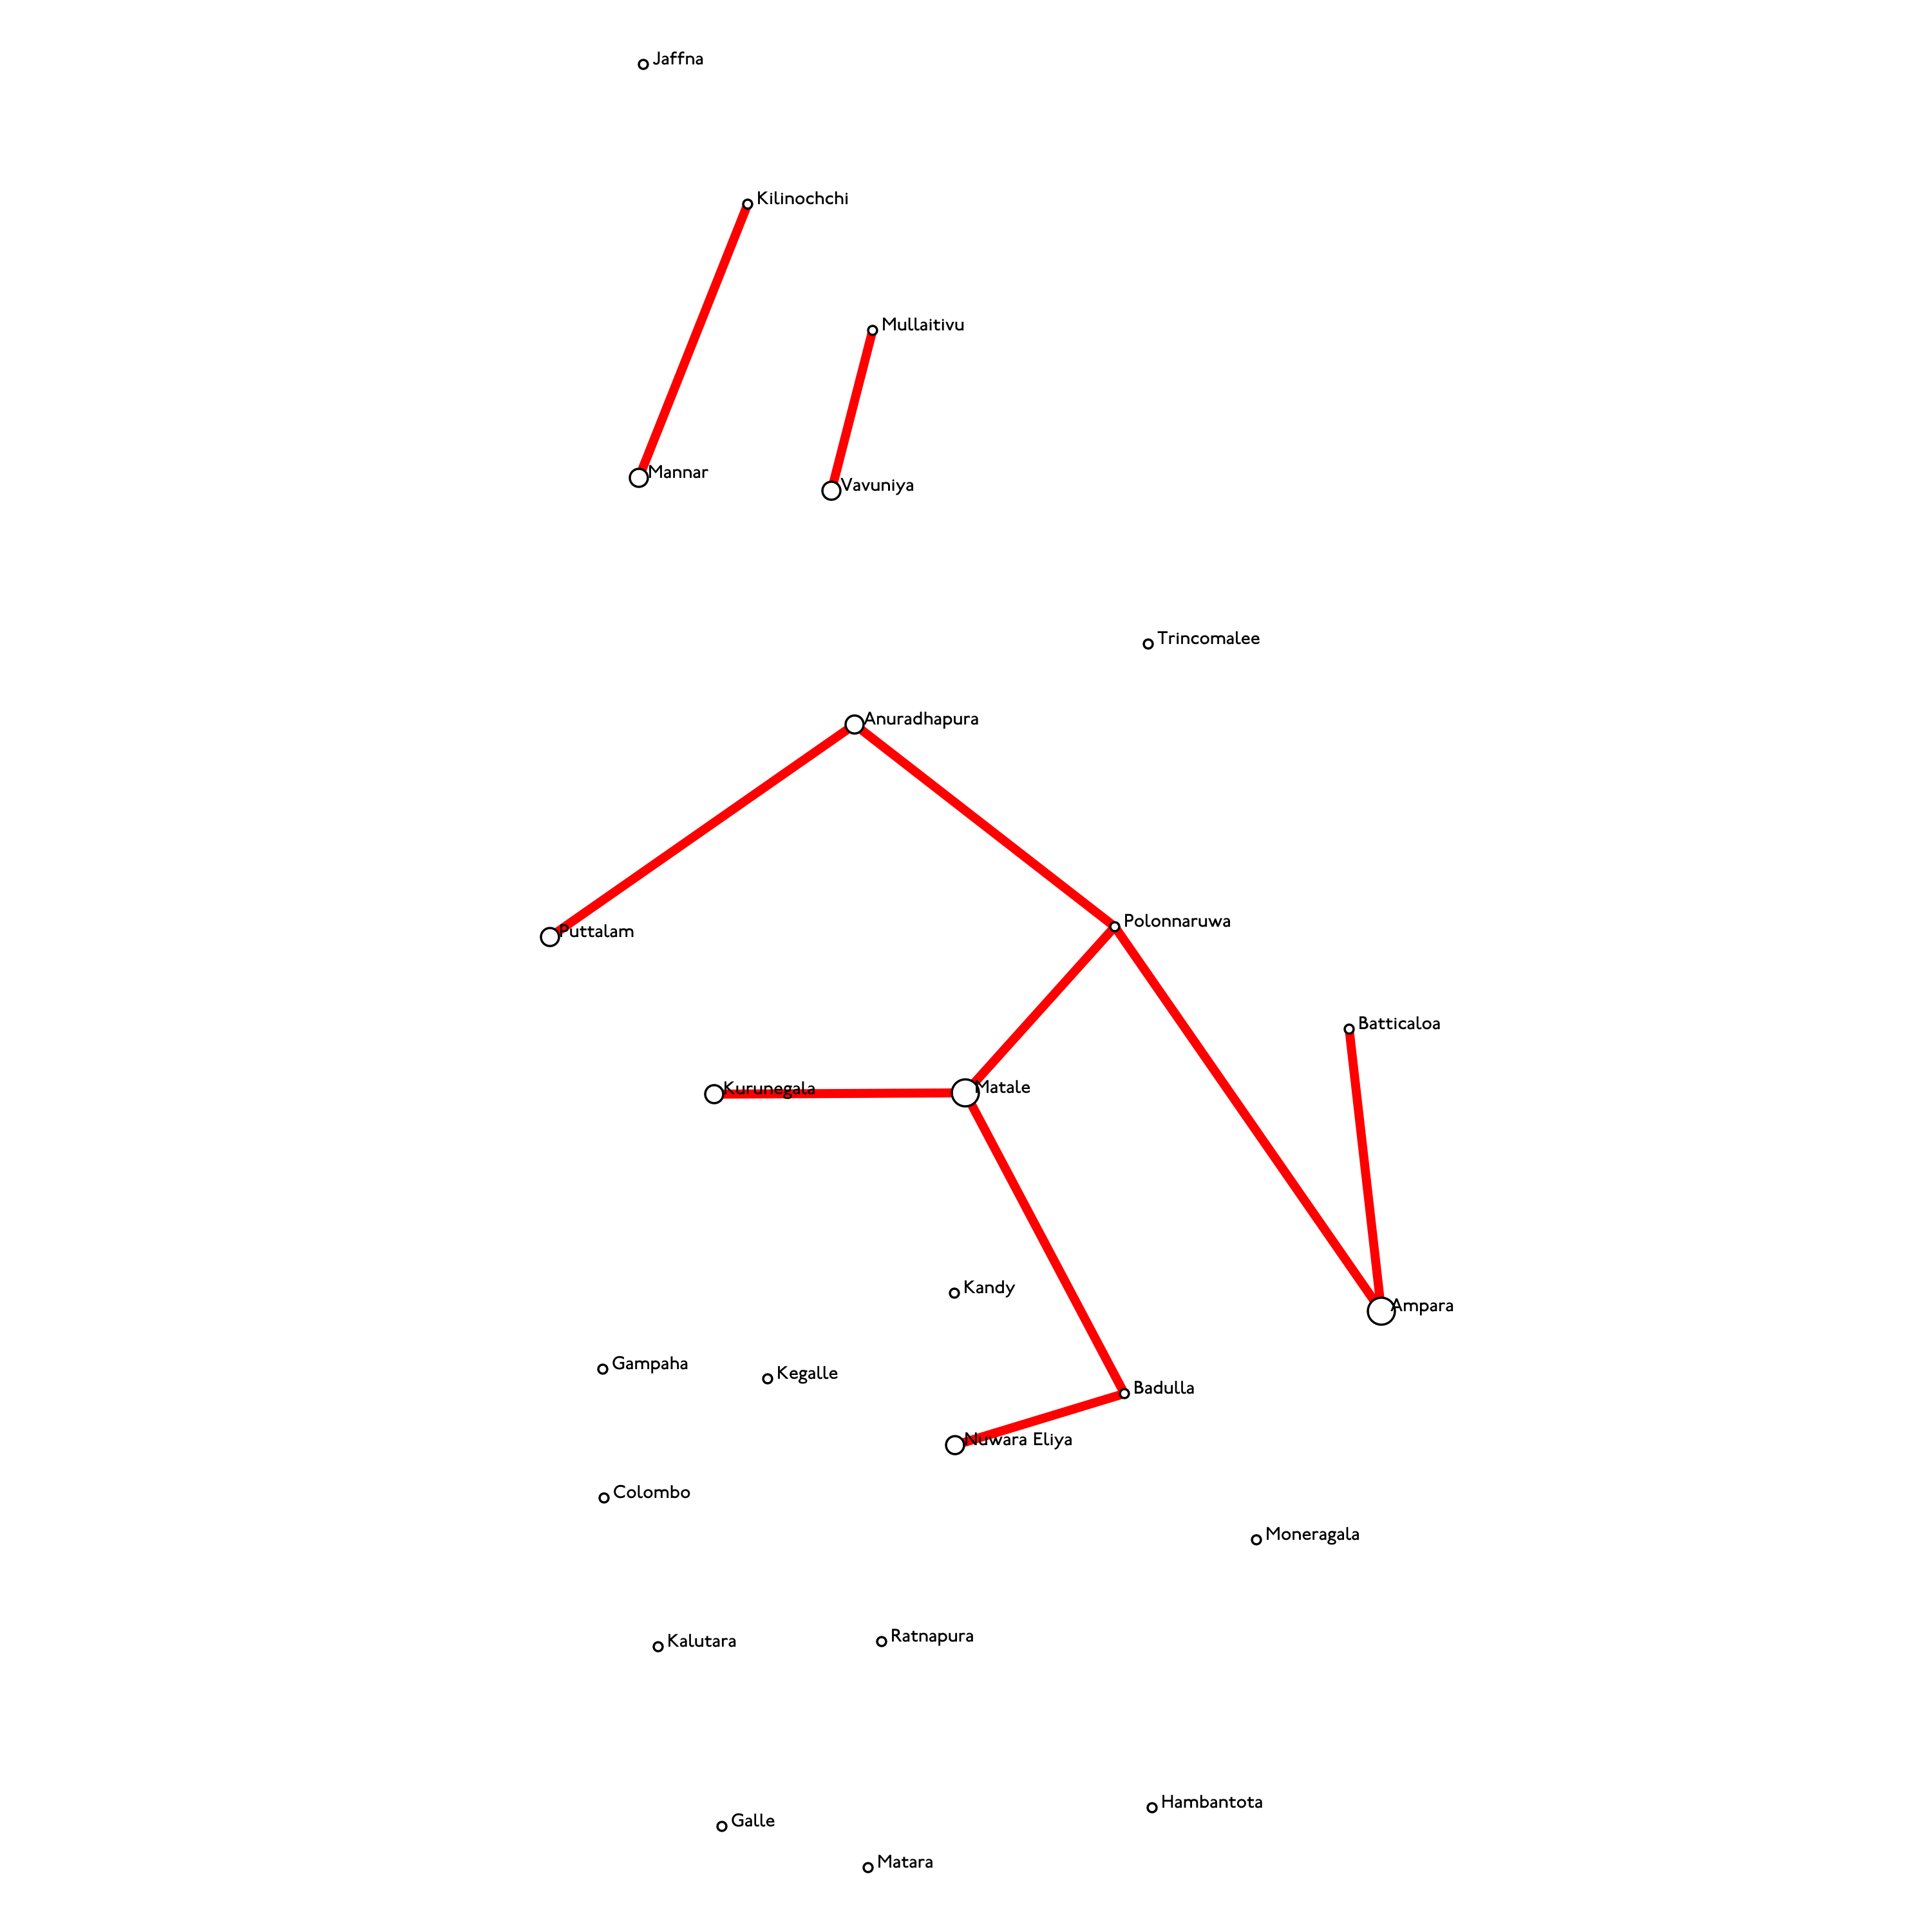 Jaffna
Kilinochchi
Mullaitivu
Mannar
Vavuniya
Trincomalee
Anuradhapura
Polonnaruwa
Puttalam
Batticaloa
Kurunegala
Matale
Kandy
Ampara
Gampaha
Kegalle
Badulla
Nuwara Eliya
Colombo
Moneragala
Ratnapura
Kalutara
Hambantota
Galle
Matara